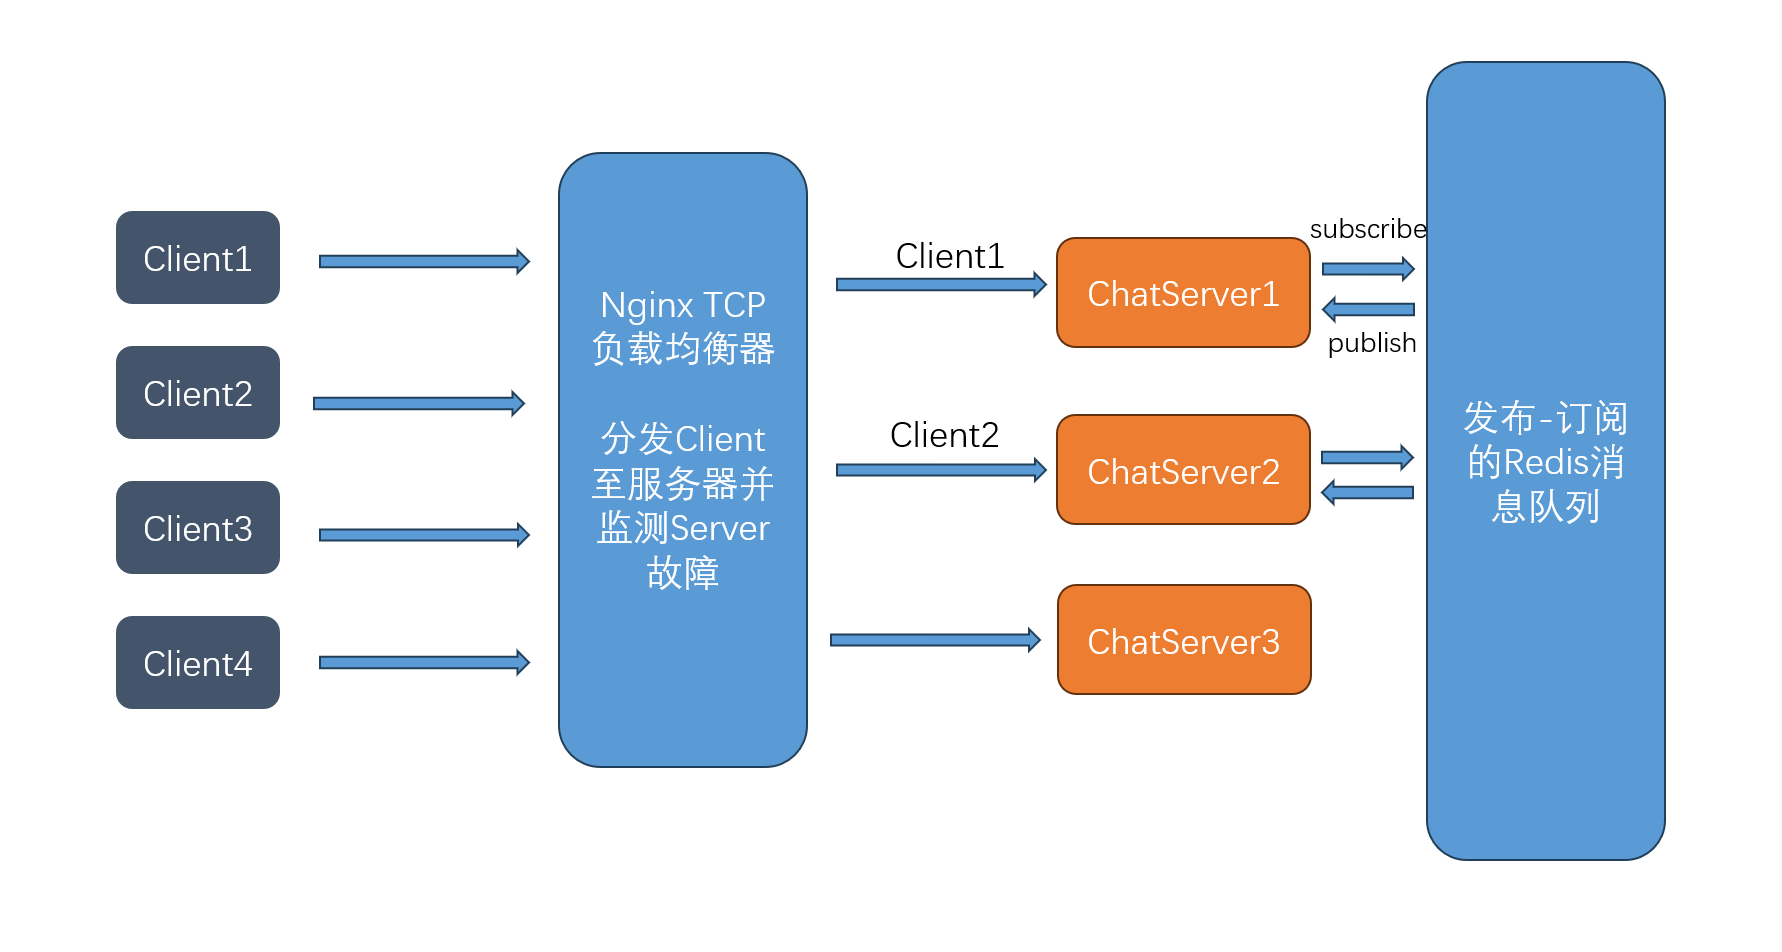 Client1
Client2
Client3
Client4
Nginx TCP
负载均衡器
分发Client
至服务器并
监测Server
故障
Client1
Client2
ChatServer1
ChatServer2
ChatServer3
subscribe
publish
发布-订阅
的Redis消
息队列